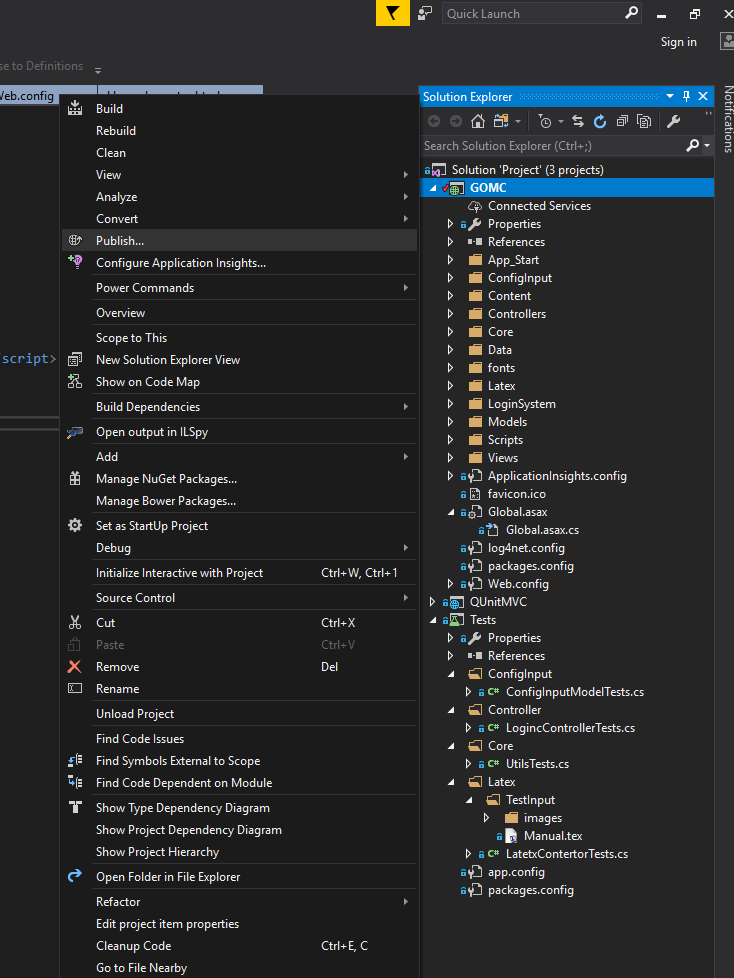 Quick Launch
Sign in
se to Definitions
Web.config
Notifications
script>
Build
Rebuild
Clean
View
Analyze
Convert
Publish...
Configure Application Insights...
Power Commands
Overview
Scope to This
New Solution Explorer View
Show on Code Map
Build Dependencies
Open output in ILSpy
Add
Manage NuGet Packages...
Manage Bower Packages...
Set as StartUp Project
Debug
Initialize Interactive with Project Ctrl+W, Ctrl+1
Source Control
Cut Ctrl+X
Paste Ctrl+V
Remove Del
Rename
Unload Project
Find Code Issues
Find Symbols External to Scope
Find Code Dependent on Module
Show Type Dependency Diagram
Show Project Dependency Diagram
Show Project Hierarchy
Open Folder in File Explorer
Refactor
Edit project item properties
Cleanup Code Ctrl+E, C
Go to File Nearby
Solution Explorer
Search Solution Explorer (Ctrl+;)
Solution 'Project' (3 projects)
GOMC
Connected Services
Properties
References
App_Start
ConfigInput
Content
Controllers
Core
Data
fonts
Latex
LoginSystem
Models
Scripts
Views
ApplicationInsights.config
favicon.ico
Global.asax
Global.asax.cs
log4net.config
packages.config
Web.config
QUnitMVC
Tests
Properties
References
ConfigInput
C# ConfigInputModelTests.cs
Controller
C# LogincControllerTests.cs
Core
C# UtilsTests.cs
Latex
TestInput
images
Manual.tex
C# LatetxContertorTests.cs
app.config
packages.config